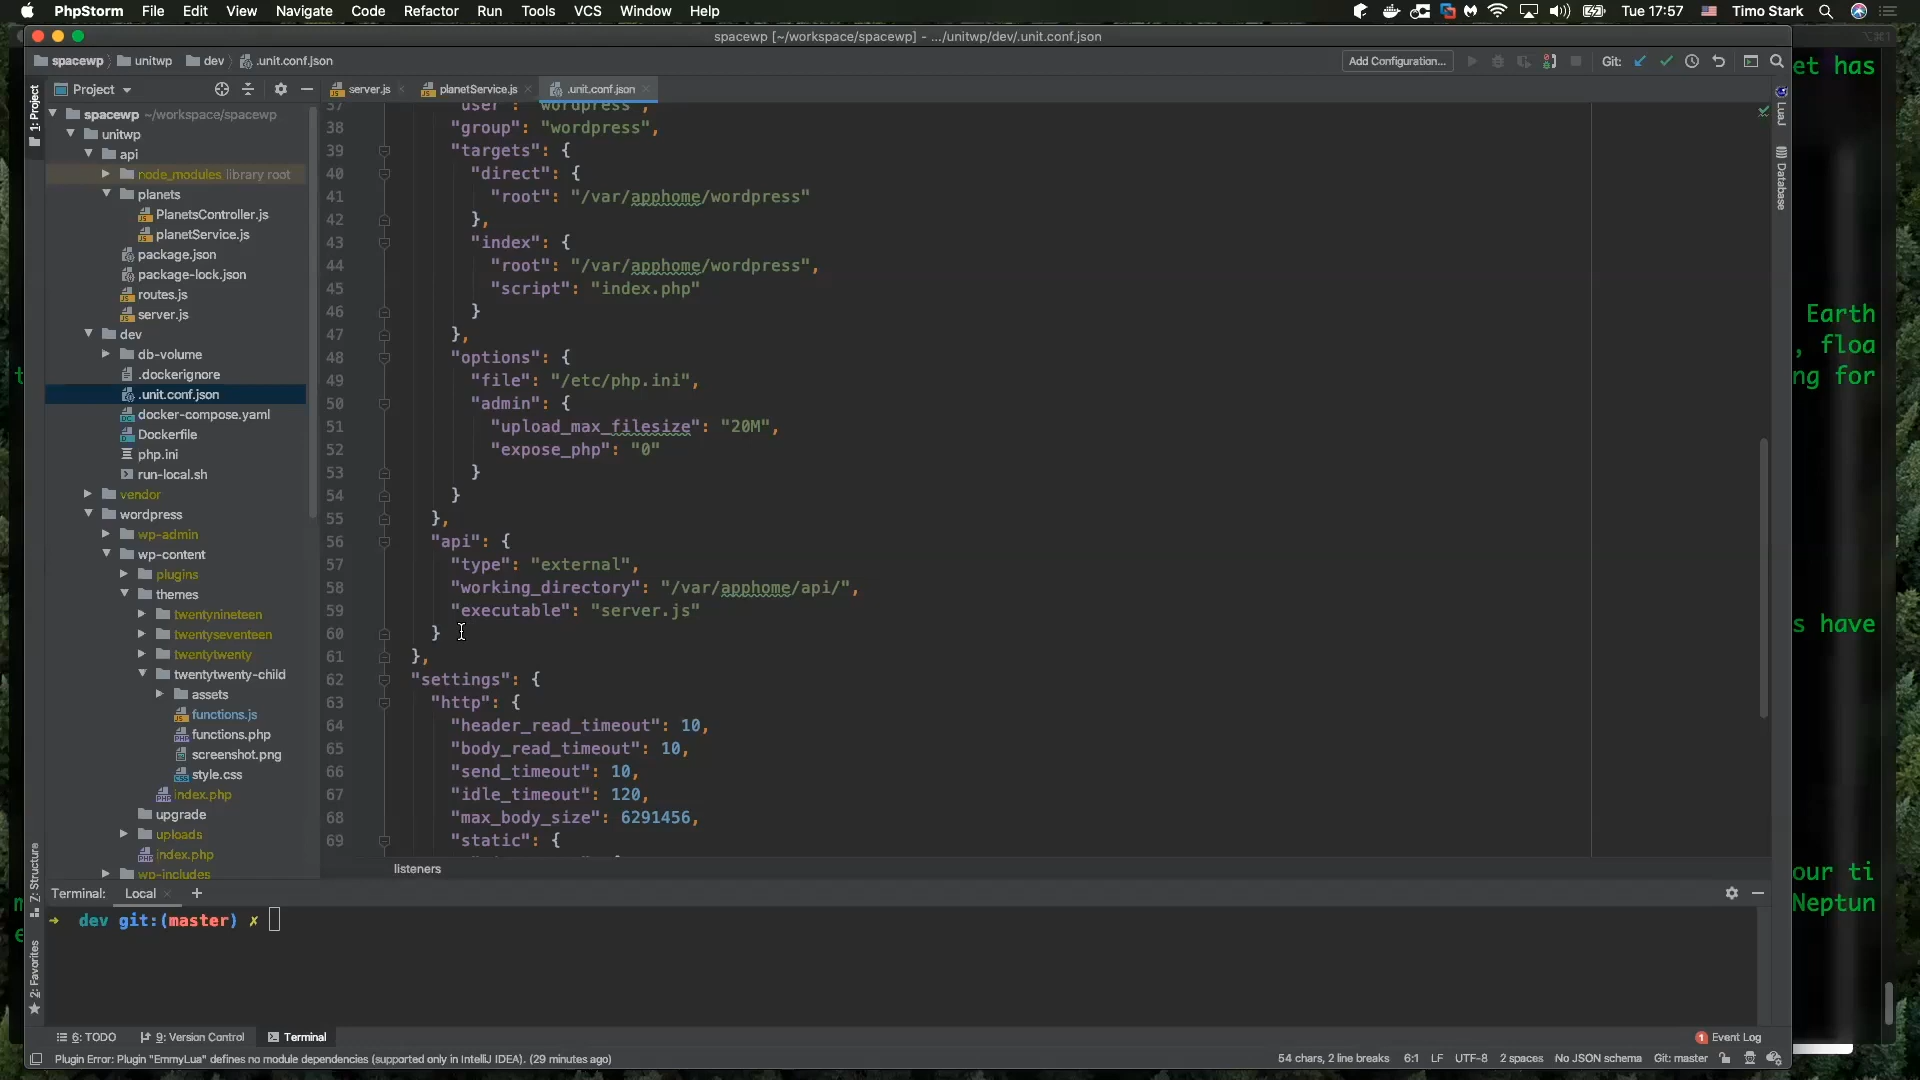 PhpStorm File Edit View Navigate Code Refactor Run Tools VCS Window Help Tue 17:57 Timo Stark
spacewp [~/workspace/spacewp] - .../unitwp/dev/.unit.conf.json
spacewp unitwp dev .unit.conf.json Add Configuration... Git:
Project
server.js planetService.js .unit.conf.json
1: Project
Z: Structure
2: Favorites
LuaJ
Database
spacewp ~/workspace/spacewp
unitwp
api
node_modules library root
planets
PlanetsController.js
planetService.js
package.json
package-lock.json
routes.js
server.js
dev
db-volume
.dockerignore
.unit.conf.json
docker-compose.yaml
Dockerfile
php.ini
run-local.sh
vendor
wordpress
wp-admin
wp-content
plugins
themes
twentynineteen
twentyseventeen
twentytwenty
twentytwenty-child
assets
functions.js
functions.php
screenshot.png
style.css
index.php
upgrade
uploads
index.php
wp-includes
37 "user": "wordpress",
38 "group": "wordpress",
39 "targets": {
40 "direct": {
41 "root": "/var/apphome/wordpress"
42 },
43 "index": {
44 "root": "/var/apphome/wordpress",
45 "script": "index.php"
46 }
47 },
48 "options": {
49 "file": "/etc/php.ini",
50 "admin": {
51 "upload_max_filesize": "20M",
52 "expose_php": "0"
53 }
54 }
55 },
56 "api": {
57 "type": "external",
58 "working_directory": "/var/apphome/api/",
59 "executable": "server.js"
60 }
61 },
62 "settings": {
63 "http": {
64 "header_read_timeout": 10,
65 "body_read_timeout": 10,
66 "send_timeout": 10,
67 "idle_timeout": 120,
68 "max_body_size": 6291456,
69 "static": {
listeners
et has
Earth
, floa
ng for
s have
our ti
Neptun
Terminal: Local +
→ dev git:(master) ✗
6: TODO 9: Version Control Terminal 1 Event Log
Plugin Error: Plugin "EmmyLua" defines no module dependencies (supported only in IntelliJ IDEA). (29 minutes ago) 54 chars, 2 line breaks 6:1 LF UTF-8 2 spaces No JSON schema Git: master